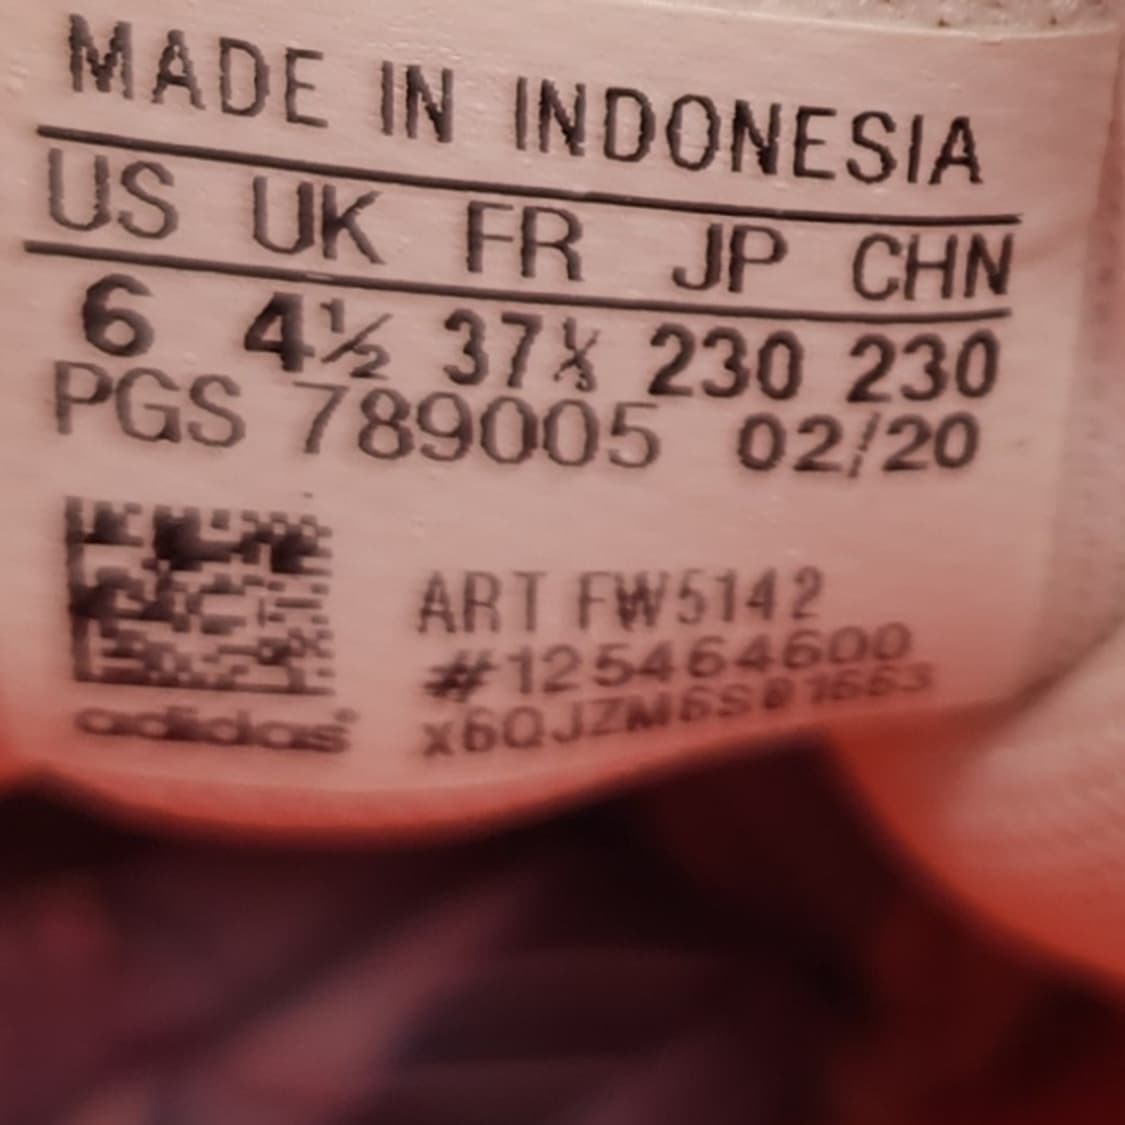 MADE IN INDONESIA
US UK FR JP CHN
6 4½ 37⅓ 230 230
PGS 789005 02/20
ART FW5142
#125464600
adidas